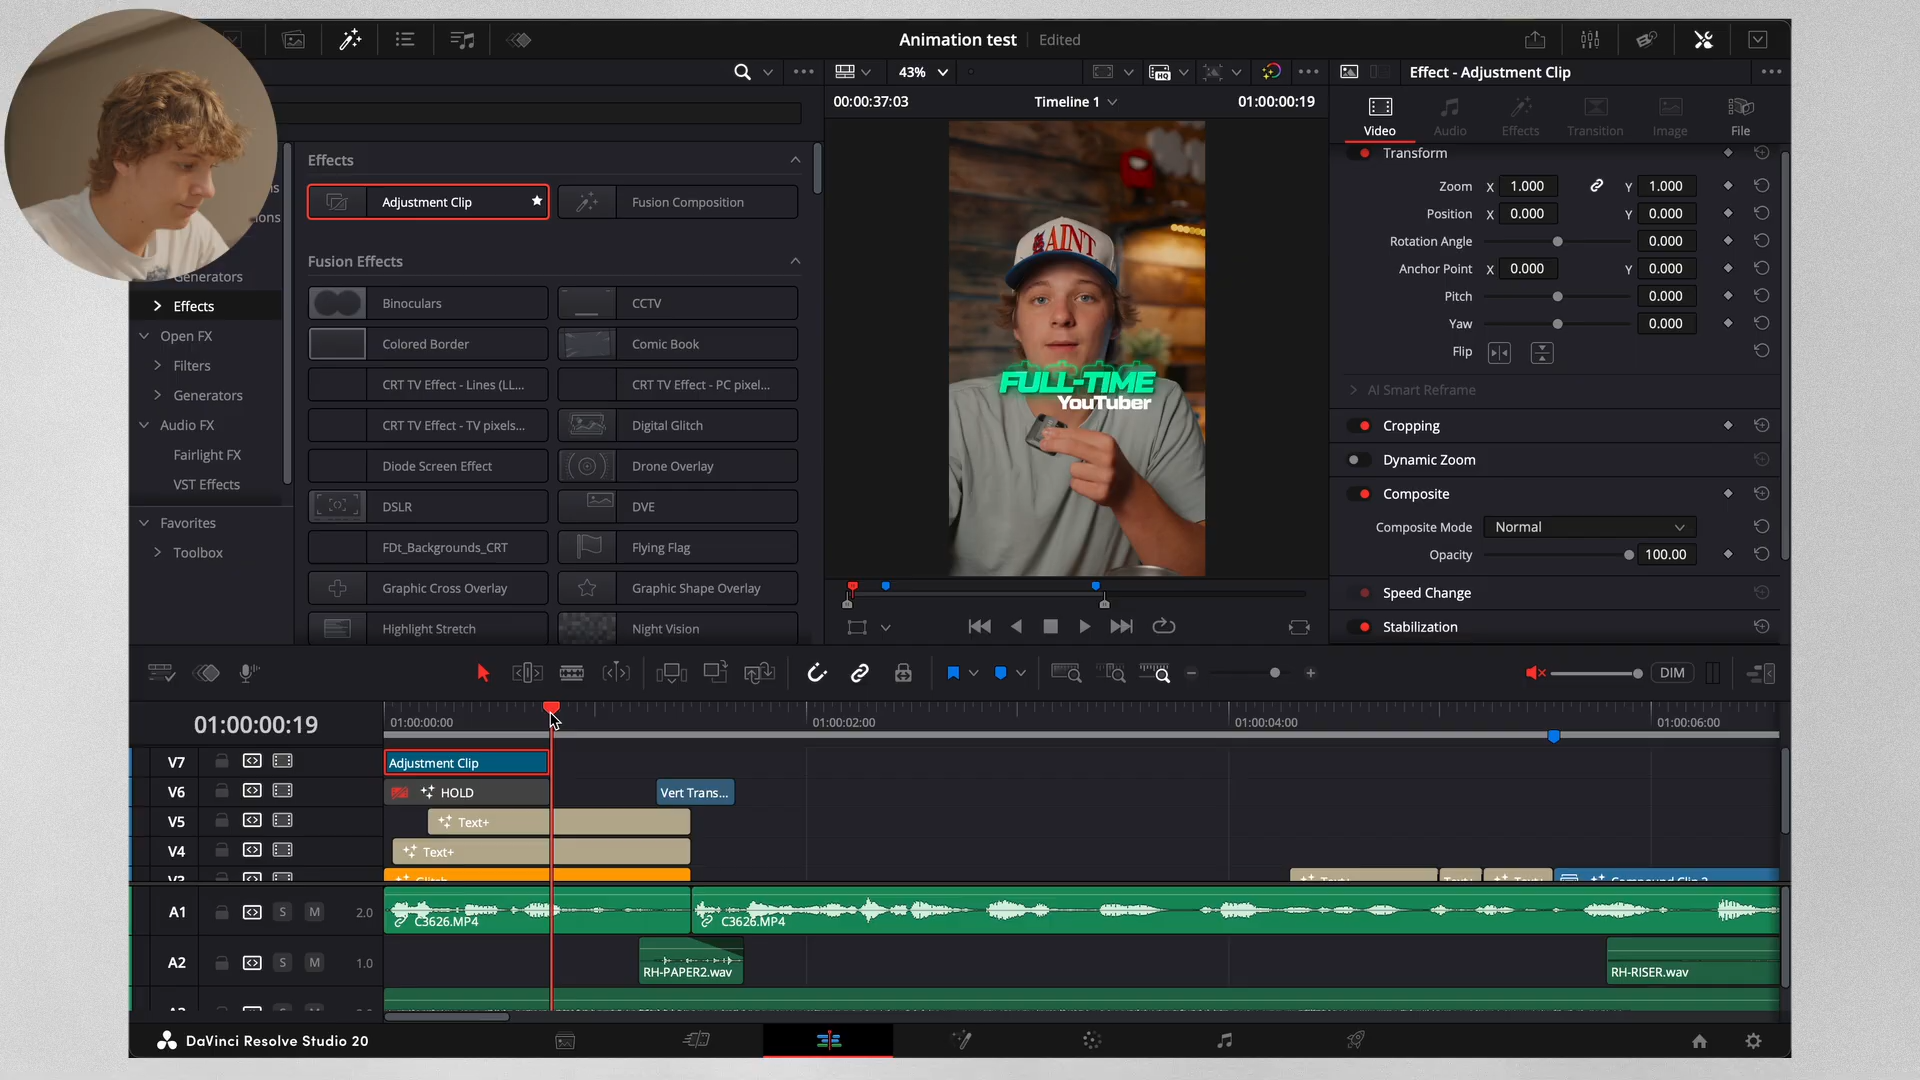 Animation test
Edited
43%
Effect - Adjustment Clip
00:00:37:03
Timeline 1
01:00:00:19
Video
Audio
Effects
Transition
Image
File
Effects
Transform
Adjustment Clip
Fusion Composition
Zoom
X
1.000
Y
1.000
Position
X
0.000
Y
0.000
Rotation Angle
0.000
Fusion Effects
Anchor Point
X
0.000
Y
0.000
Generators
Pitch
0.000
Effects
Binoculars
CCTV
Yaw
0.000
Open FX
Colored Border
Comic Book
Flip
Filters
CRT TV Effect - Lines (LL...
CRT TV Effect - PC pixel...
AI Smart Reframe
Generators
AINT
FULL-TIME
YouTuber
Audio FX
CRT TV Effect - TV pixels...
Digital Glitch
Cropping
Fairlight FX
Diode Screen Effect
Drone Overlay
Dynamic Zoom
VST Effects
DSLR
DVE
Composite
Favorites
Composite Mode
Normal
Toolbox
FDt_Backgrounds_CRT
Flying Flag
Opacity
100.00
Graphic Cross Overlay
Graphic Shape Overlay
Speed Change
Highlight Stretch
Night Vision
Stabilization
DIM
01:00:00:19
01:00:00:00
01:00:02:00
01:00:04:00
01:00:06:00
V7
Adjustment Clip
V6
HOLD
Vert Trans...
V5
Text+
V4
Text+
A1
S
M
2.0
C3626.MP4
C3626.MP4
A2
S
M
1.0
RH-PAPER2.wav
RH-RISER.wav
DaVinci Resolve Studio 20